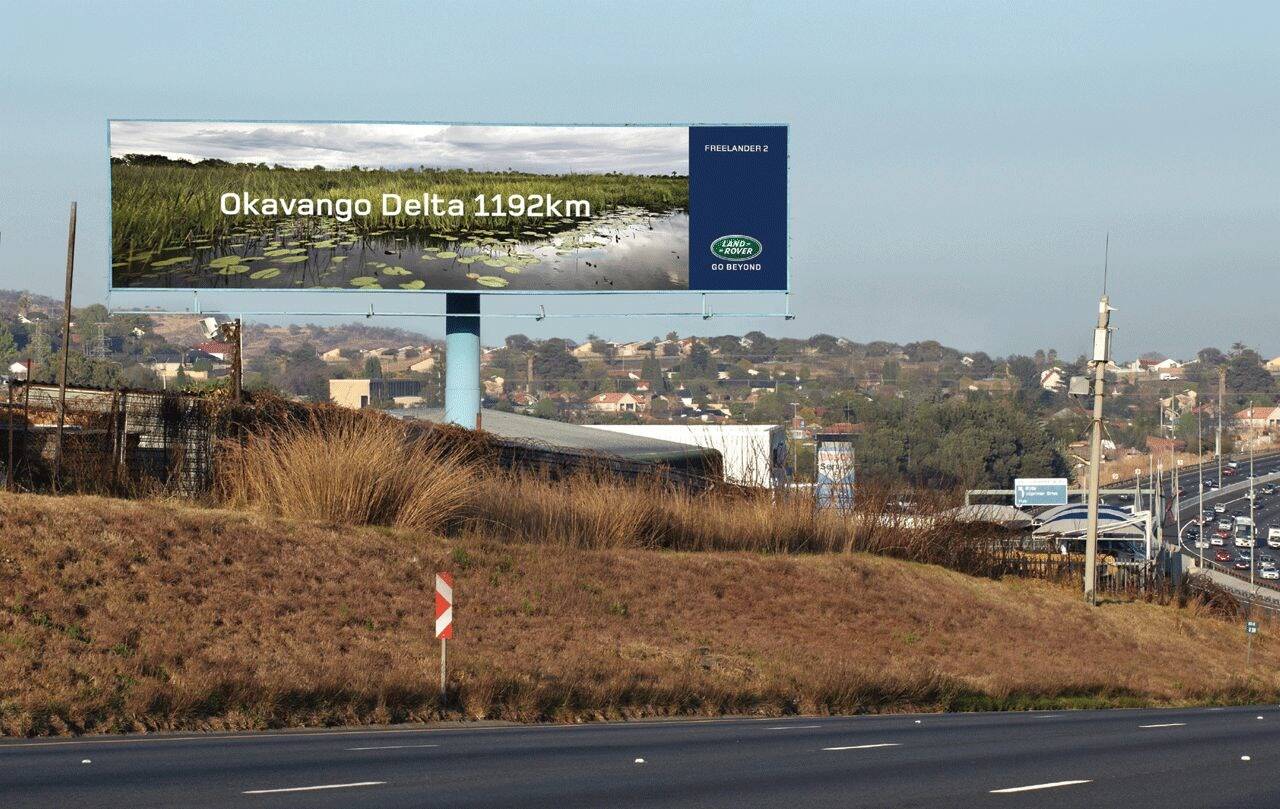 FREELANDER 2
Okavango Delta 1192km
LAND-
ROVER
GO BEYOND